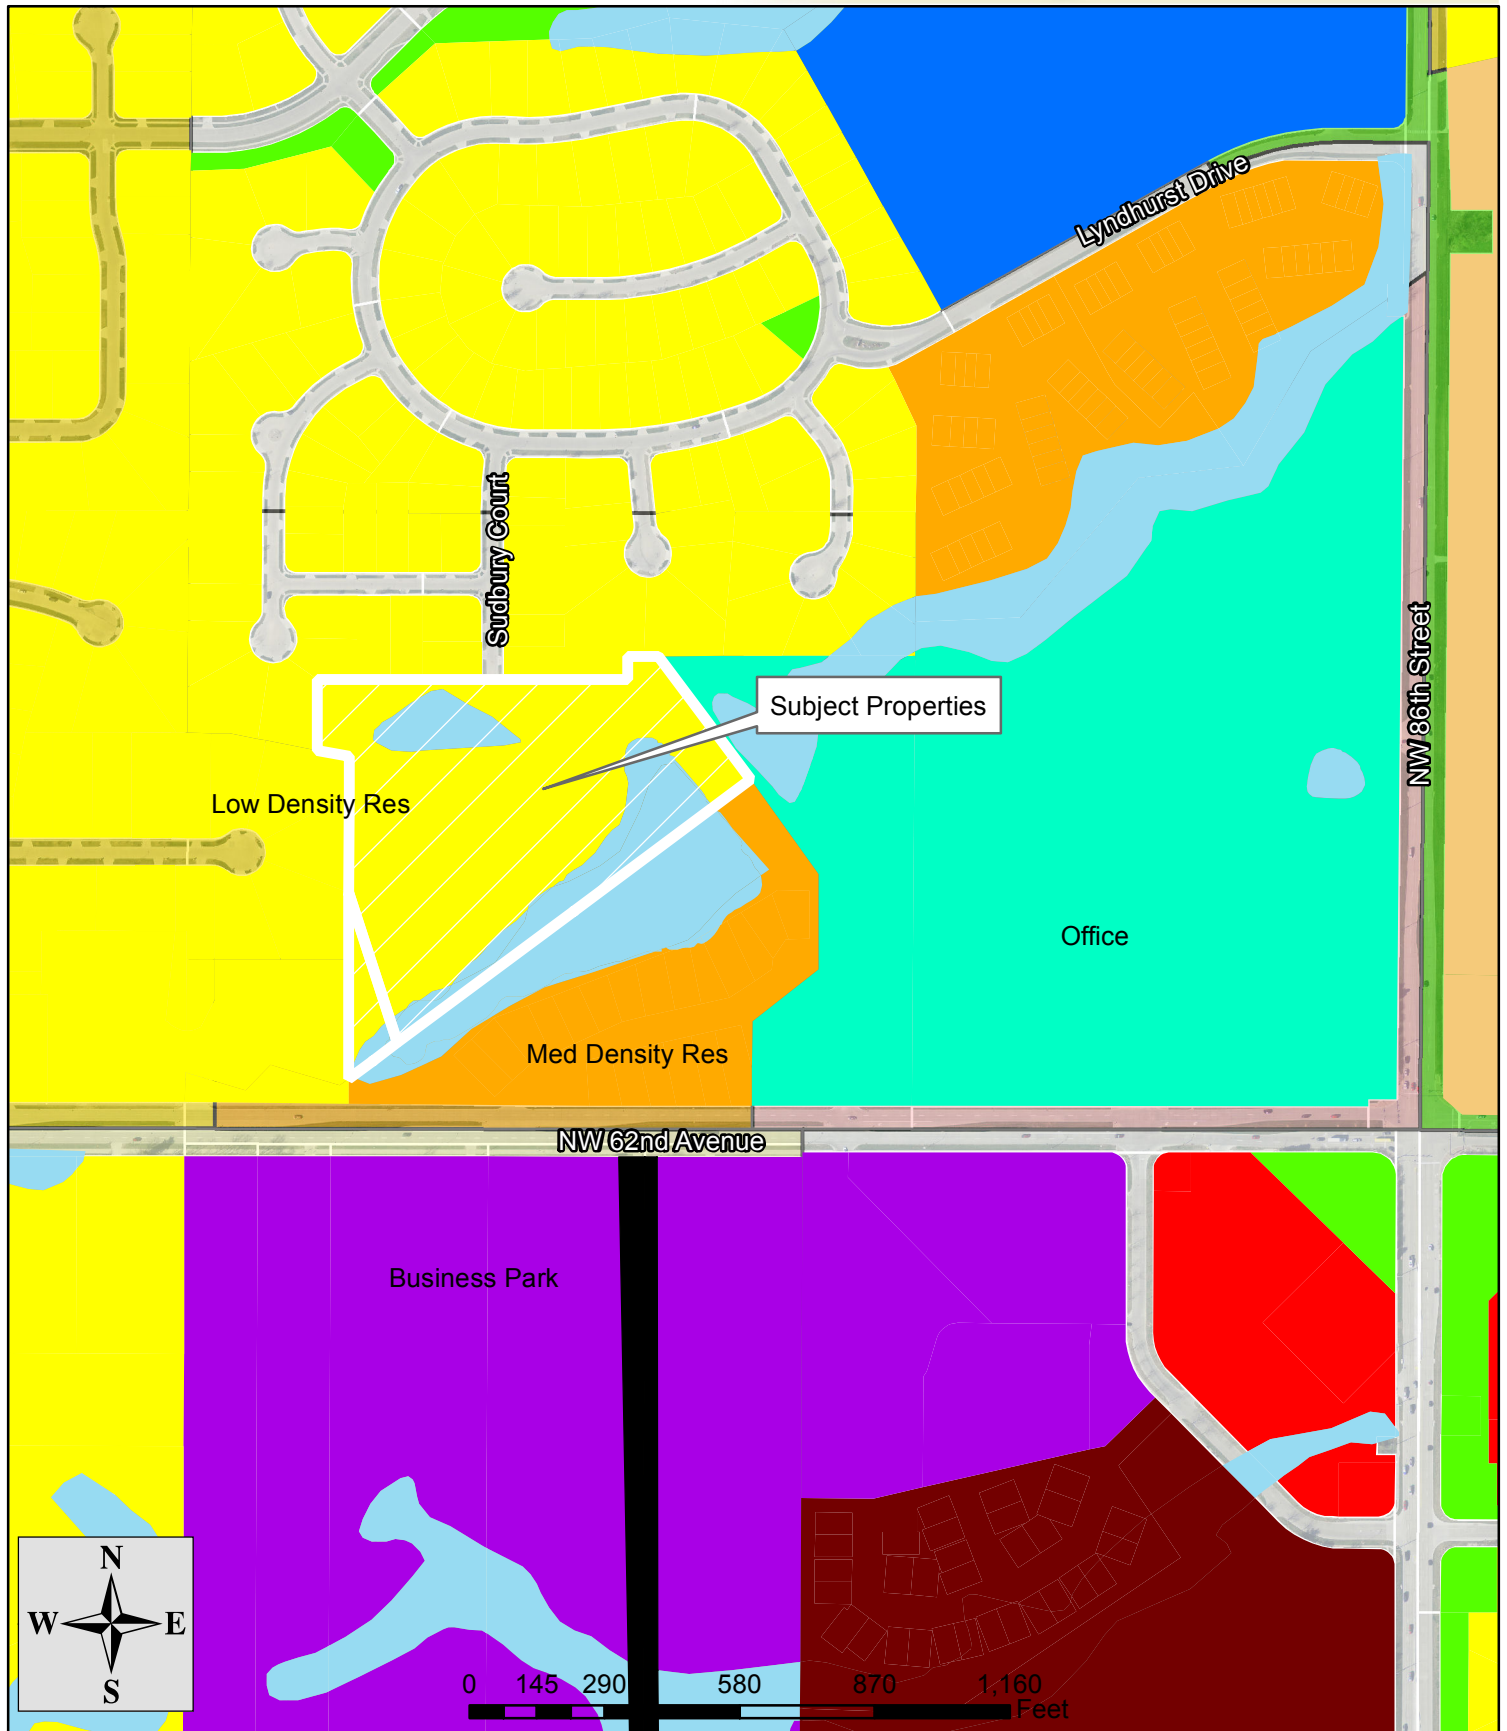 Lyndhurst Drive
Sudbury Court
NW 86th Street
Subject Properties
Low Density Res
Office
Med Density Res
NW 62nd Avenue
Business Park
N
W E
S
0 145 290 580 870 1,160
Feet